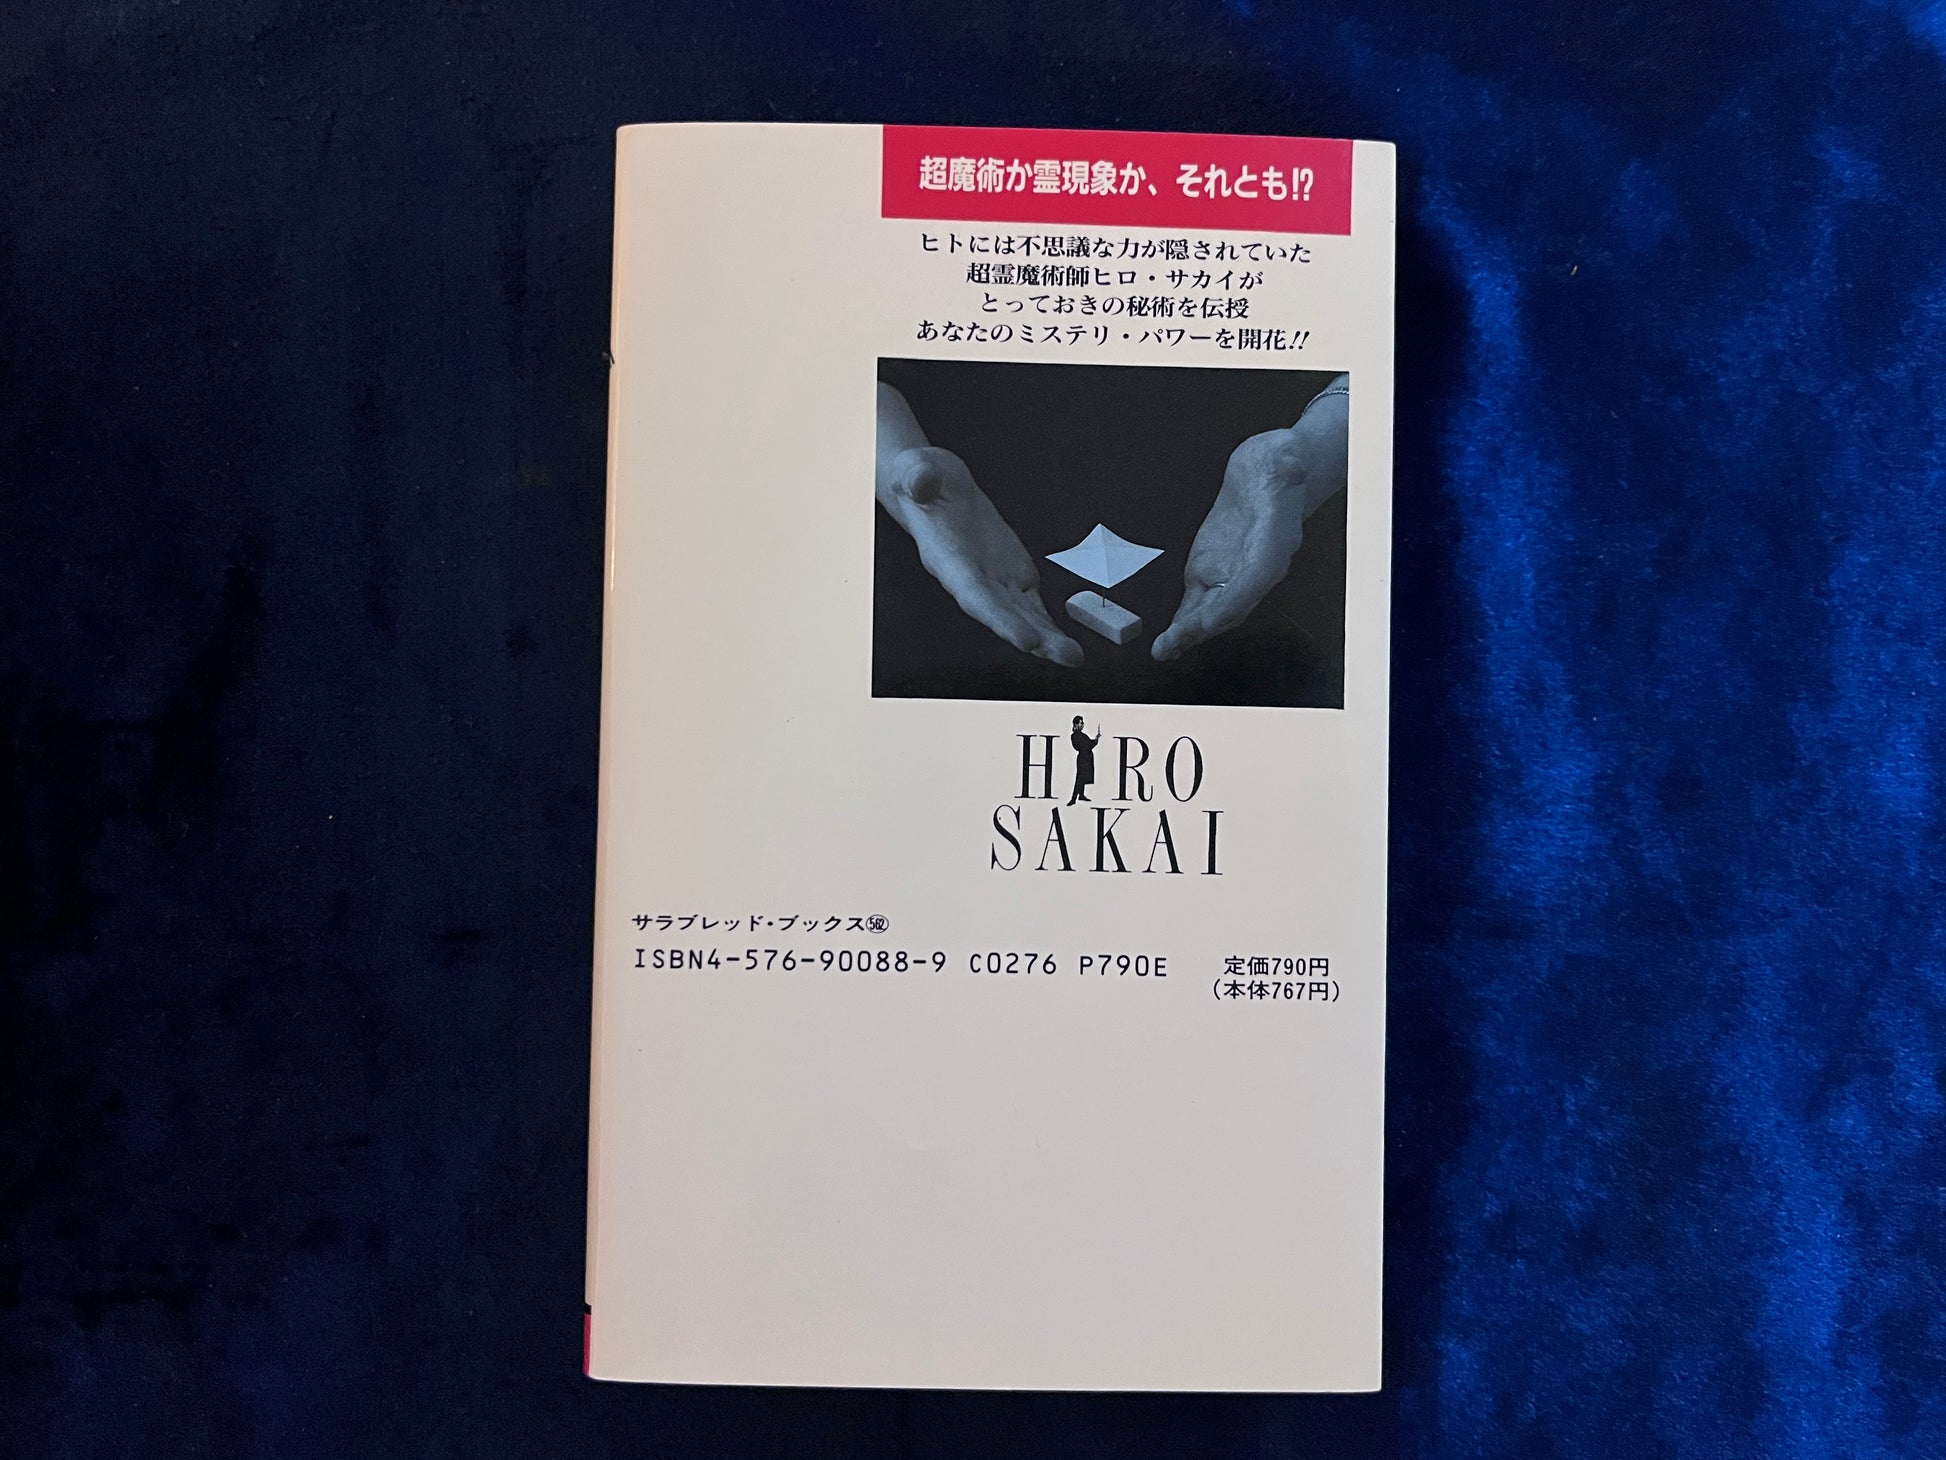 超魔術か霊現象か、それとも!?
ヒトには不思議な力が隠されていた
超霊魔術師ヒロ・サカイが
とっておきの秘術を伝授
あなたのミステリ・パワーを開花!!
HIRO
SAKAI
サラブレッド・ブックス562
ISBN4-576-90088-9 C0276 P790E
定価790円
(本体767円)